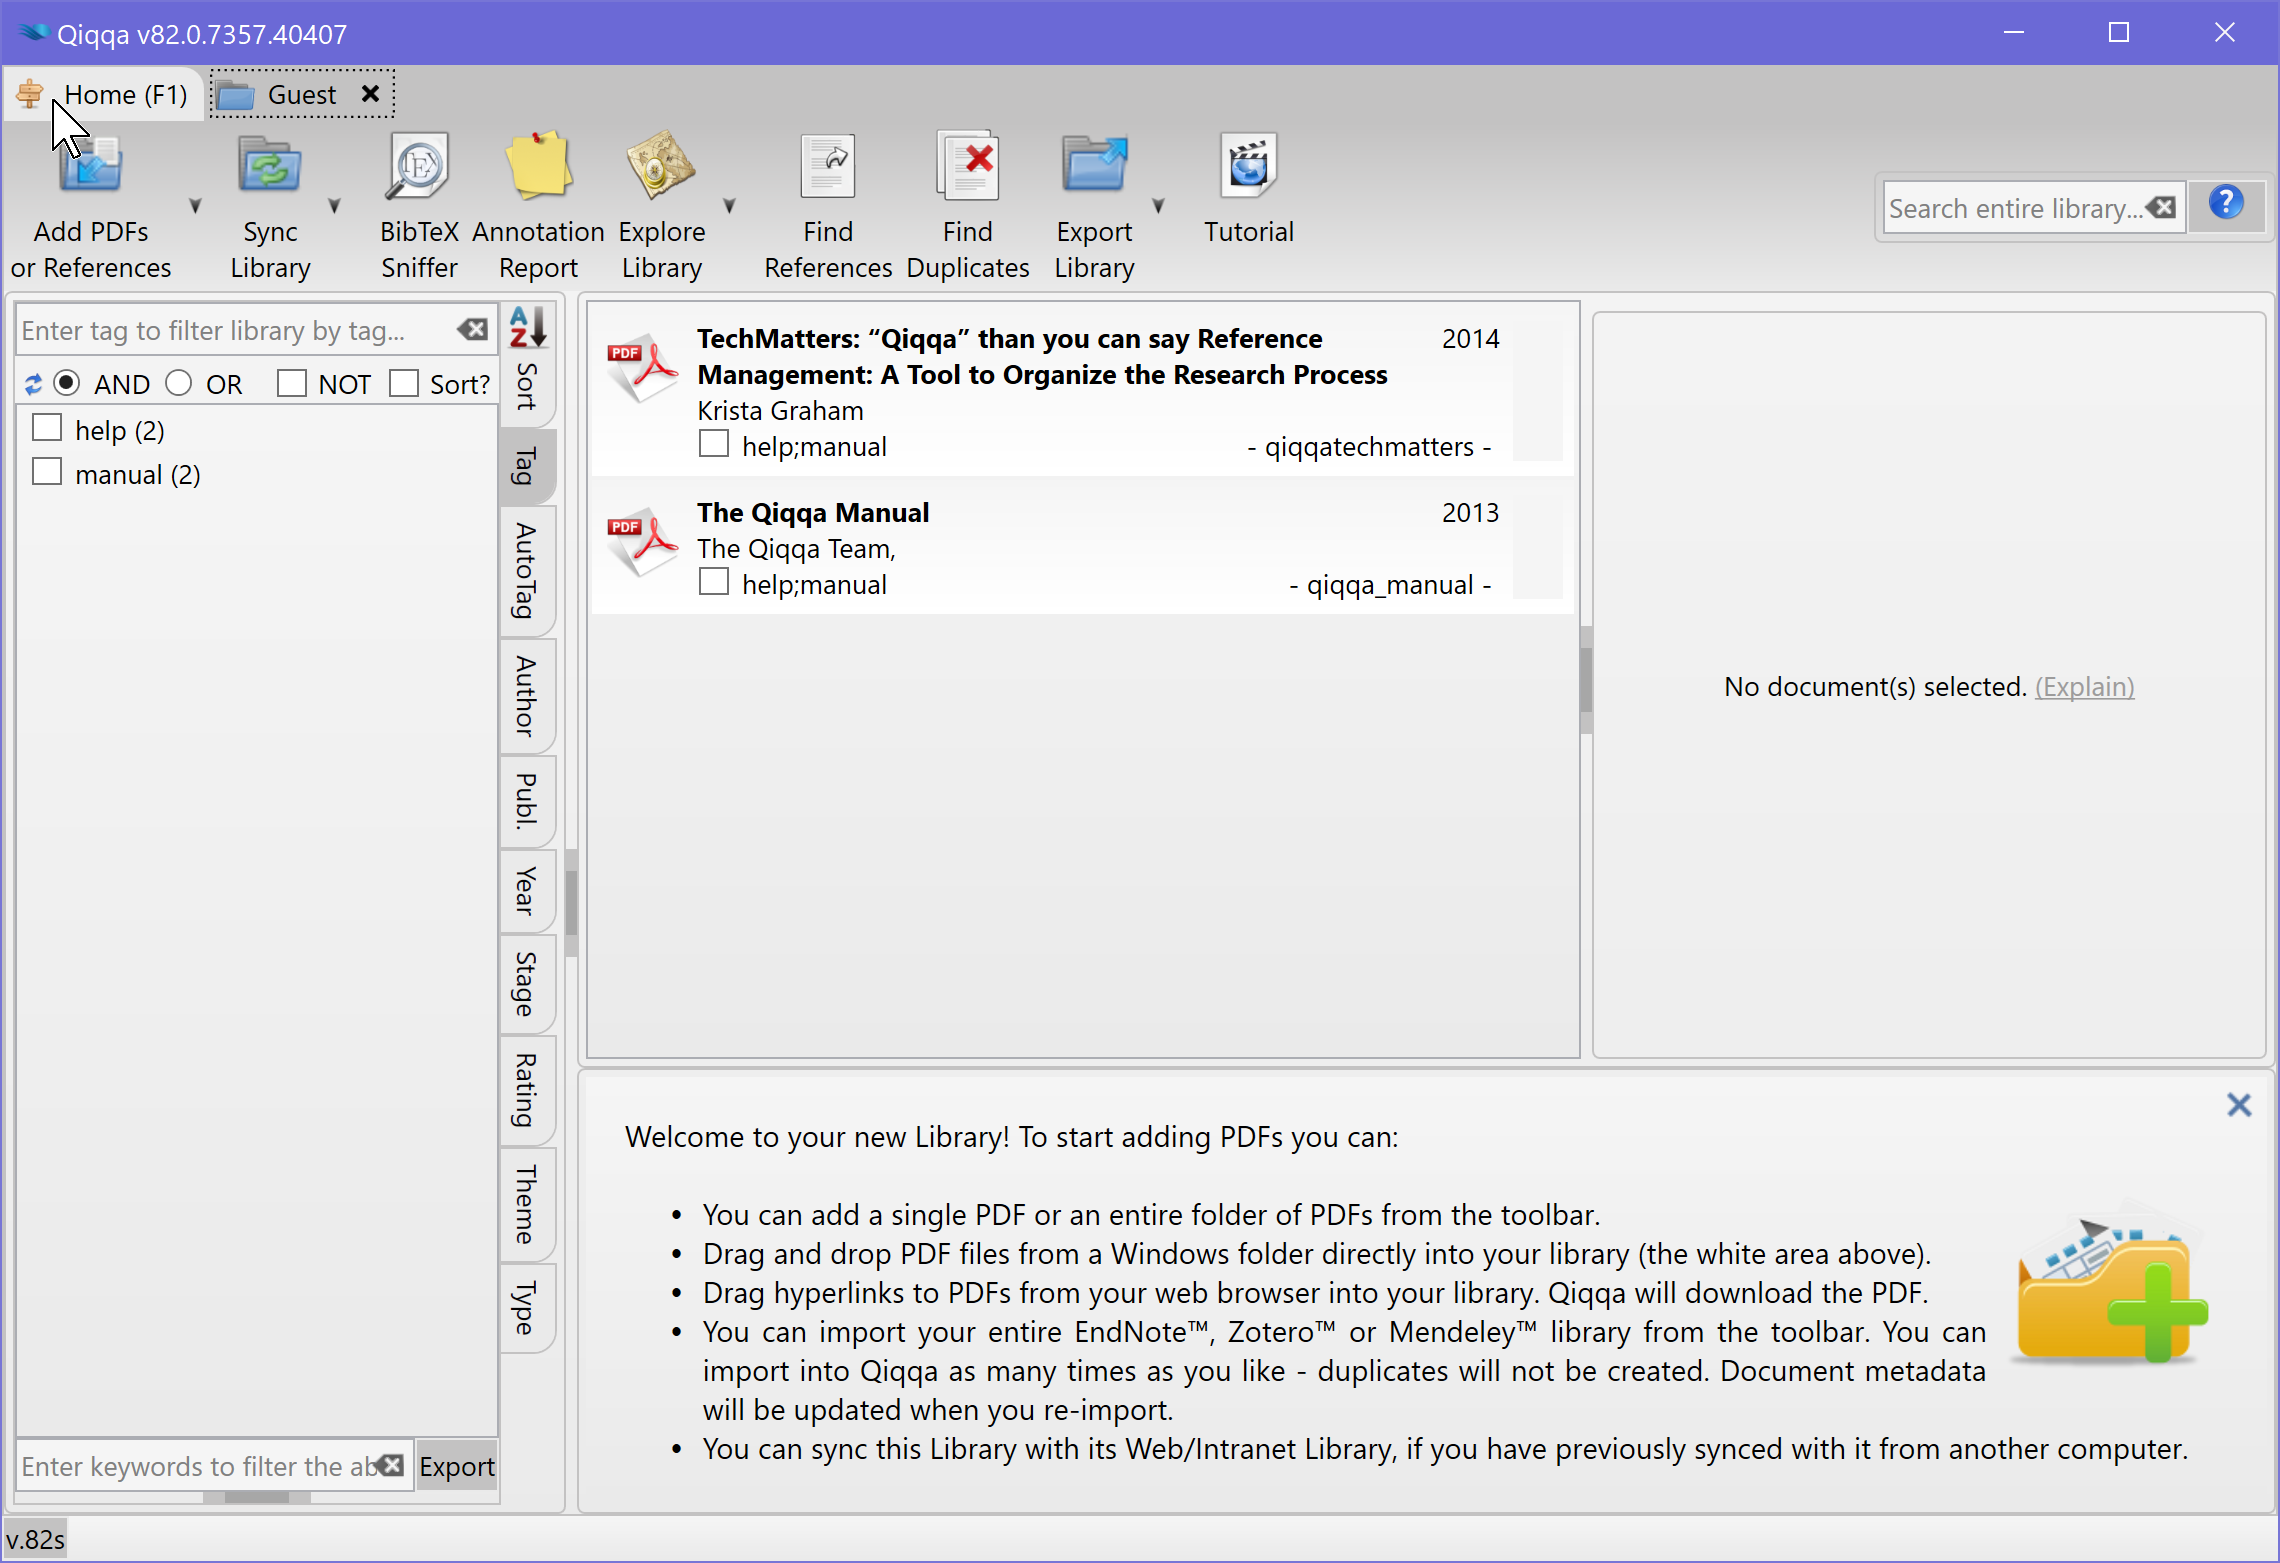 Qiqqa v82.0.7357.40407
Home (F1)
Guest
Add PDFs
or References
Sync
Library
BibTeX
Sniffer
Annotation
Report
Explore
Library
Find
References
Find
Duplicates
Export
Library
Tutorial
Search entire library...
Enter tag to filter library by tag...
AND
OR
NOT
Sort?
help (2)
manual (2)
Sort
Tag
AutoTag
Author
Publ.
Year
Stage
Rating
Theme
Type
Enter keywords to filter the ab
Export
PDF
TechMatters: “Qiqqa” than you can say Reference
Management: A Tool to Organize the Research Process
2014
Krista Graham
help;manual
- qiqqatechmatters -
PDF
The Qiqqa Manual
2013
The Qiqqa Team,
help;manual
- qiqqa_manual -
No document(s) selected. (Explain)
Welcome to your new Library! To start adding PDFs you can:
• You can add a single PDF or an entire folder of PDFs from the toolbar.
• Drag and drop PDF files from a Windows folder directly into your library (the white area above).
• Drag hyperlinks to PDFs from your web browser into your library. Qiqqa will download the PDF.
• You can import your entire EndNote™, Zotero™ or Mendeley™ library from the toolbar. You can
import into Qiqqa as many times as you like - duplicates will not be created. Document metadata
will be updated when you re-import.
• You can sync this Library with its Web/Intranet Library, if you have previously synced with it from another computer.
v.82s